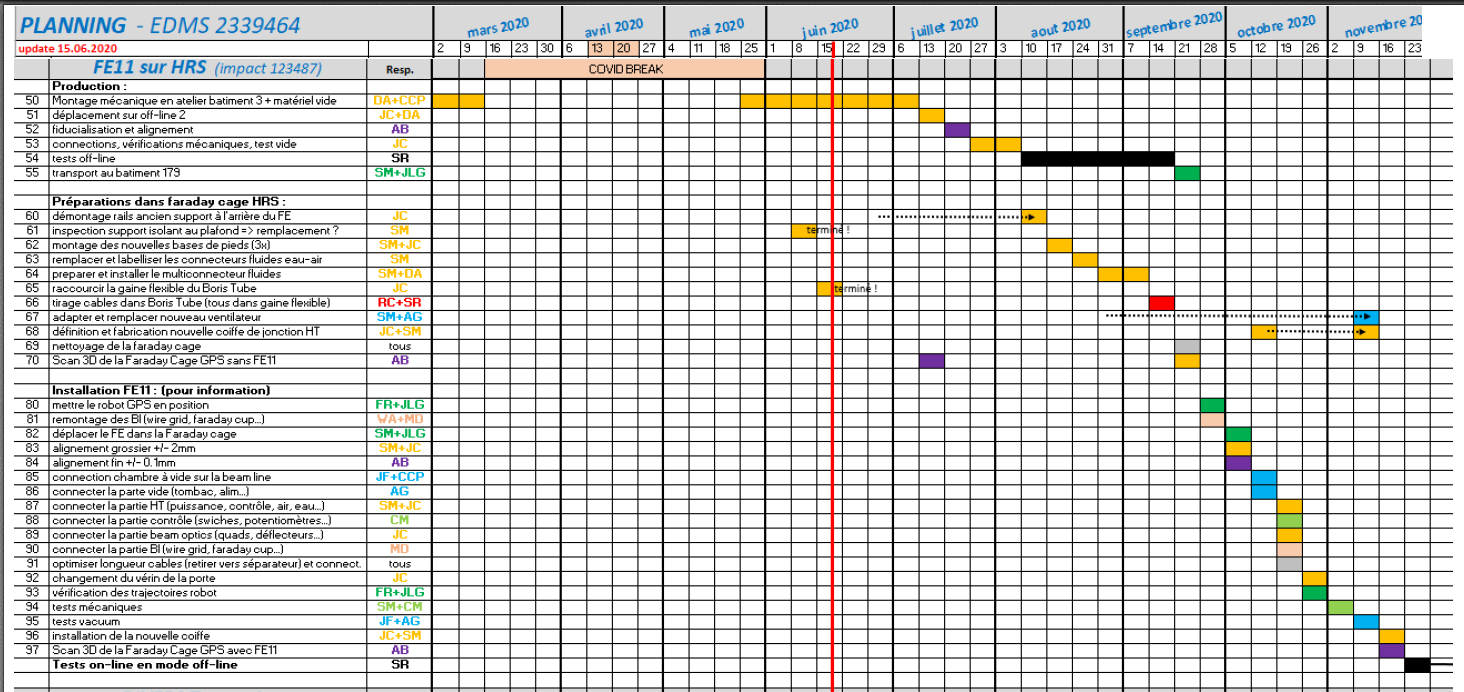 PLANNING - EDMS 2339464 mars 2020 avril 2020 mai 2020 juin 2020 juillet 2020 aout 2020 septembre 2020 octobre 2020 novembre 20
update 15.06.2020 2 9 16 23 30 6 13 20 27 4 11 18 25 1 8 15 22 29 6 13 20 27 3 10 17 24 31 7 14 21 28 5 12 19 26 2 9 16 23
FE11 sur HRS (impact 123487) Resp. COVID BREAK
Production :
50 Montage mécanique en atelier batiment 3 + matériel vide DA+CCP
51 déplacement sur off-line 2 JC+DA
52 fiducialisation et alignement AB
53 connections, vérifications mécaniques, test vide JC
54 tests off-line SR
55 transport au batiment 179 SM+JLG
Préparations dans faraday cage HRS :
60 démontage rails ancien support à l'arrière du FE JC
61 inspection support isolant au plafond => remplacement ? SM terminé !
62 montage des nouvelles bases de pieds (3x) SM+JC
63 remplacer et labelliser les connecteurs fluides eau-air SM
64 preparer et installer le multiconnecteur fluides SM+DA
65 raccourcir la gaine flexible du Boris Tube JC terminé !
66 tirage cables dans Boris Tube (tous dans gaine flexible) RC+SR
67 adapter et remplacer nouveau ventilateur SM+AG
68 définition et fabrication nouvelle coiffe de jonction HT JC+SM
69 nettoyage de la faraday cage tous
70 Scan 3D de la Faraday Cage GPS sans FE11 AB
Installation FE11 : (pour information)
80 mettre le robot GPS en position FR+JLG
81 remontage des BI (wire grid, faraday cup...) WA+MD
82 déplacer le FE dans la Faraday cage SM+JLG
83 alignement grossier +/- 2mm SM+JC
84 alignement fin +/- 0.1mm AB
85 connection chambre à vide sur la beam line JF+CCP
86 connecter la parte vide (tombac, alim...) AG
87 connecter la partie HT (puissance, contrôle, air, eau...) SM+JC
88 connecter la partie contrôle (swiches, potentiomètres...) CM
89 connecter la partie beam optics (quads, déflecteurs...) JC
90 connecter la partie BI (wire grid, faraday cup...) MD
91 optimiser longueur cables (retirer vers séparateur) et connect. tous
92 changement du vérin de la porte JC
93 vérification des trajectoires robot FR+JLG
94 tests mécaniques SM+CM
95 tests vacuum JF+AG
96 installation de la nouvelle coiffe JC+SM
97 Scan 3D de la Faraday Cage GPS avec FE11 AB
Tests on-line en mode off-line SR